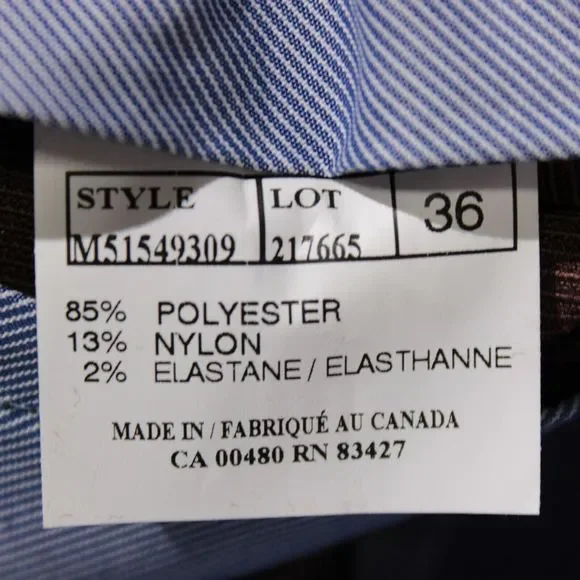 STYLE LOT 36
M51549309 217665
85% POLYESTER
13% NYLON
2% ELASTANE / ELASTHANNE
MADE IN / FABRIQUÉ AU CANADA
CA 00480 RN 83427